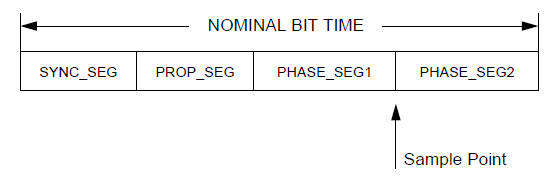 NOMINAL BIT TIME
SYNC_SEG PROP_SEG PHASE_SEG1 PHASE_SEG2
Sample Point